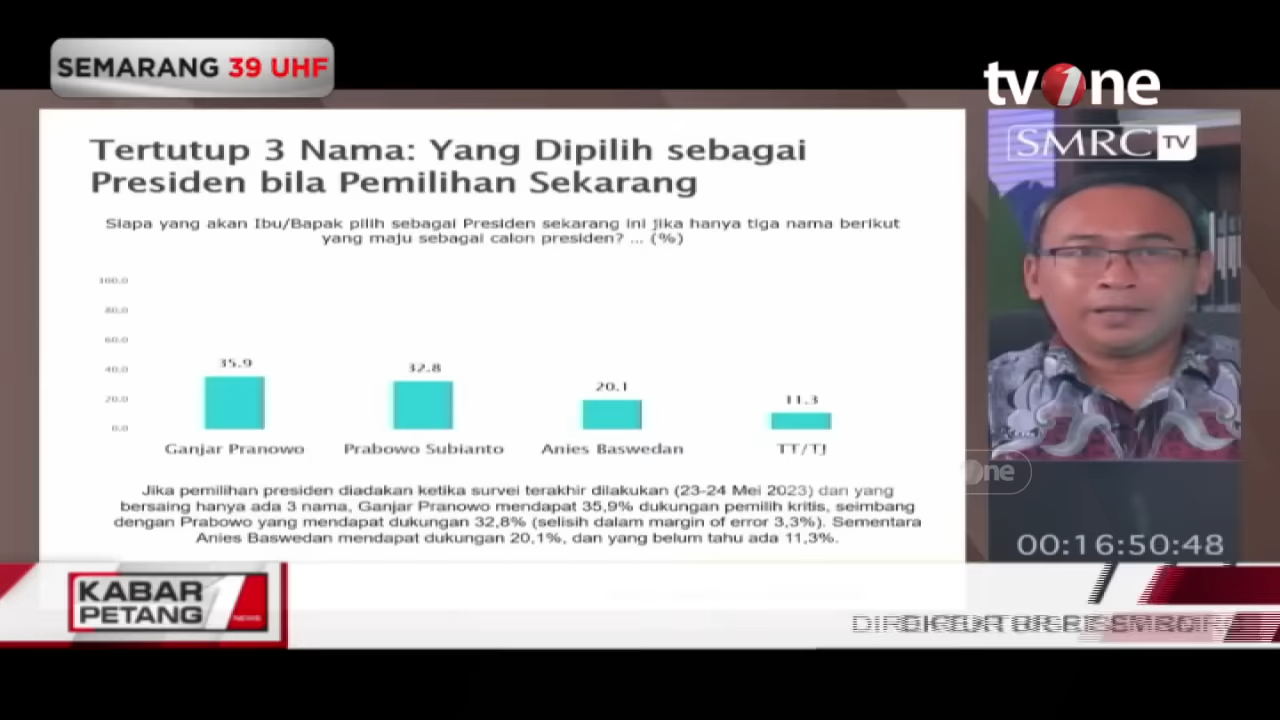 SEMARANG 39 UHF
tvOne
SMRC TV
Tertutup 3 Nama: Yang Dipilih sebagai
Presiden bila Pemilihan Sekarang
Siapa yang akan Ibu/Bapak pilih sebagai Presiden sekarang ini jika hanya tiga nama berikut
yang maju sebagai calon presiden? ... (%)
100.0
80.0
60.0
40.0
20.0
0.0
35.9
32.8
20.1
11.3
Ganjar Pranowo
Prabowo Subianto
Anies Baswedan
TT/TJ
Jika pemilihan presiden diadakan ketika survei terakhir dilakukan (23-24 Mei 2023) dan yang
bersaing hanya ada 3 nama, Ganjar Pranowo mendapat 35,9% dukungan pemilih kritis, seimbang
dengan Prabowo yang mendapat dukungan 32,8% (selisih dalam margin of error 3,3%). Sementara
Anies Baswedan mendapat dukungan 20,1%, dan yang belum tahu ada 11,3%.
One
00:16:50:48
KABAR
PETANG
1
NEWS